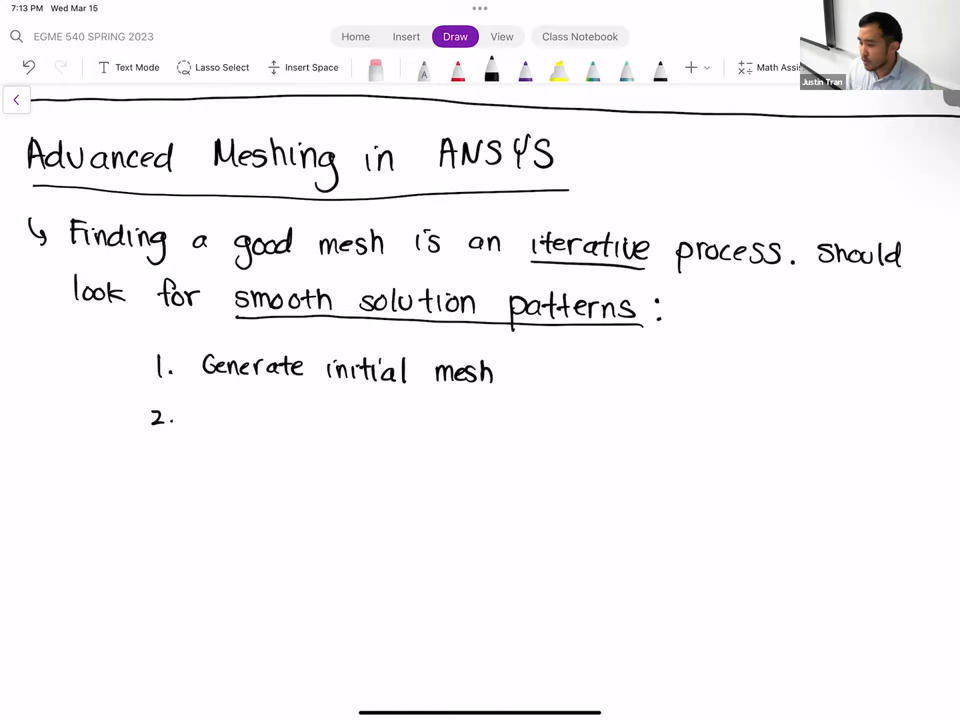 7:13 PM Wed Mar 15
EGME 540 SPRING 2023
Home Insert Draw View Class Notebook
Text Mode Lasso Select Insert Space Math Assis
Justin Tran
Advanced Meshing in ANSYS
↳ Finding a good mesh is an iterative process. should
look for smooth solution patterns:
1. Generate initial mesh
2.